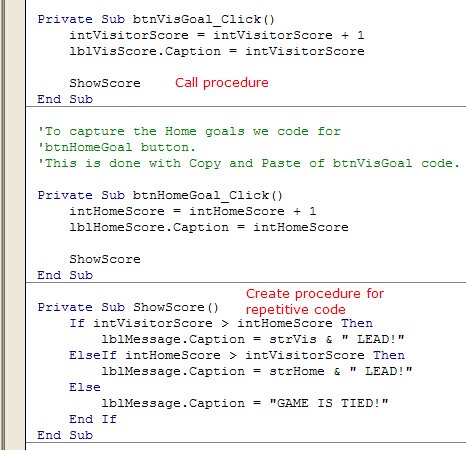 Private Sub btnVisGoal_Click()
intVisitorScore = intVisitorScore + 1
lblVisScore.Caption = intVisitorScore
ShowScore Call procedure
End Sub
'To capture the Home goals we code for
'btnHomeGoal button.
'This is done with Copy and Paste of btnVisGoal code.
Private Sub btnHomeGoal_Click()
intHomeScore = intHomeScore + 1
lblHomeScore.Caption = intHomeScore
ShowScore
End Sub
Create procedure for
repetitive code
Private Sub ShowScore()
If intVisitorScore > intHomeScore Then
lblMessage.Caption = strVis & " LEAD!"
ElseIf intHomeScore > intVisitorScore Then
lblMessage.Caption = strHome & " LEAD!"
Else
lblMessage.Caption = "GAME IS TIED!"
End If
End Sub